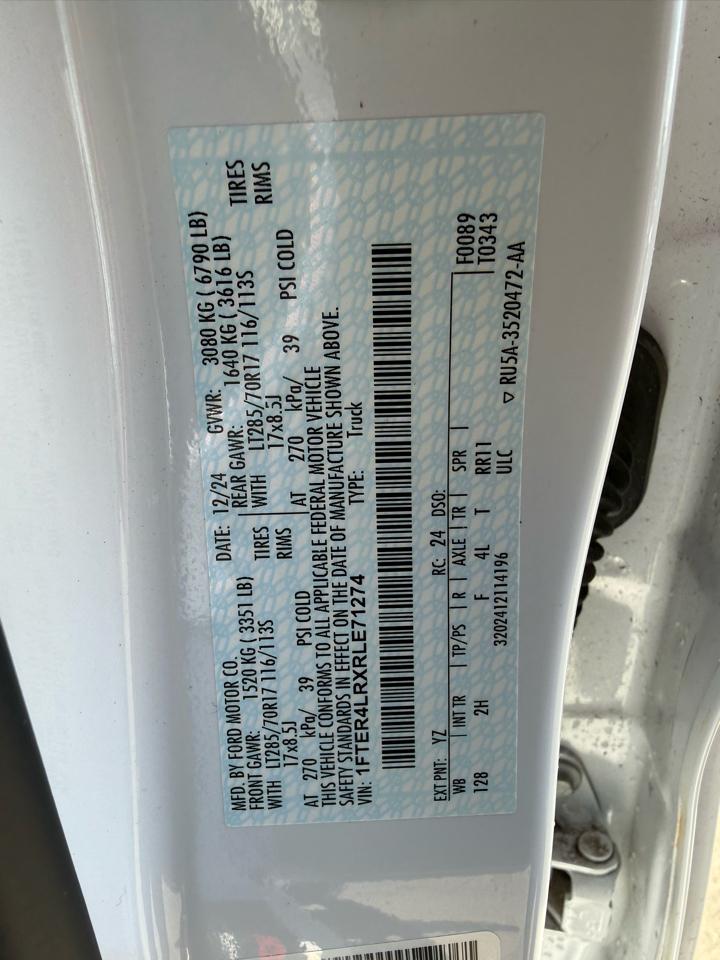 MFD. BY FORD MOTOR CO.
DATE: 12/24 GVWR: 3080 KG ( 6790 LB)
FRONT GAWR: 1520 KG ( 3351 LB)
REAR GAWR: 1640 KG ( 3616 LB)
WITH LT285/70R17 116/113S TIRES
WITH LT285/70R17 116/113S TIRES
17x8.5J RIMS
17x8.5J RIMS
AT 270 kPa/ 39 PSI COLD
AT 270 kPa/ 39 PSI COLD
THIS VEHICLE CONFORMS TO ALL APPLICABLE FEDERAL MOTOR VEHICLE
SAFETY STANDARDS IN EFFECT ON THE DATE OF MANUFACTURE SHOWN ABOVE.
VIN: 1FTER4LRXRLE71274 TYPE: Truck
EXT PNT: YZ RC: 24 DSO: F0089
WB | INT TR | TP/PS | R | AXLE | TR | SPR | T0343
128 2H F 4L T RR11
3202412114196 ULC ▽ RU5A-3520472-AA